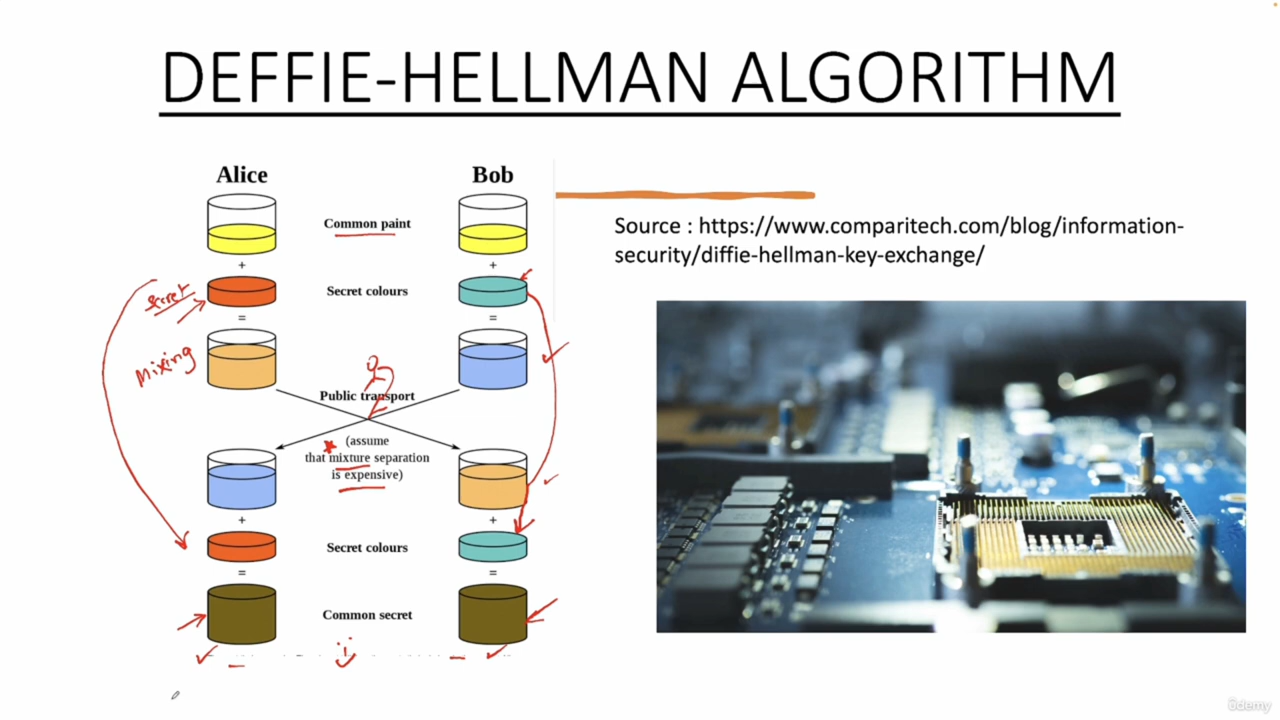 DEFFIE-HELLMAN ALGORITHM
Alice
Bob
Common paint
Source : https://www.comparitech.com/blog/information-
security/diffie-hellman-key-exchange/
+
+
secret
Secret colours
=
=
Mixing
Public transport
(assume
that mixture separation
is expensive)
+
+
Secret colours
=
=
Common secret
ûdemy